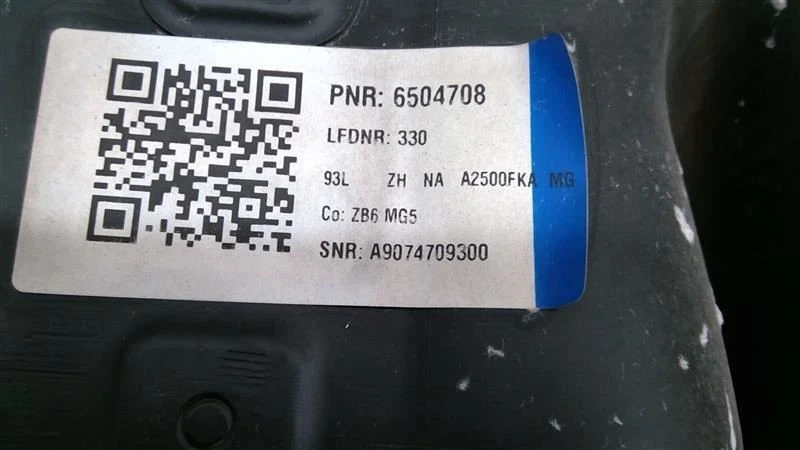 PNR: 6504708
LFDNR: 330
93L ZH NA A2500FKA MG
Co: ZB6 MG5
SNR: A9074709300